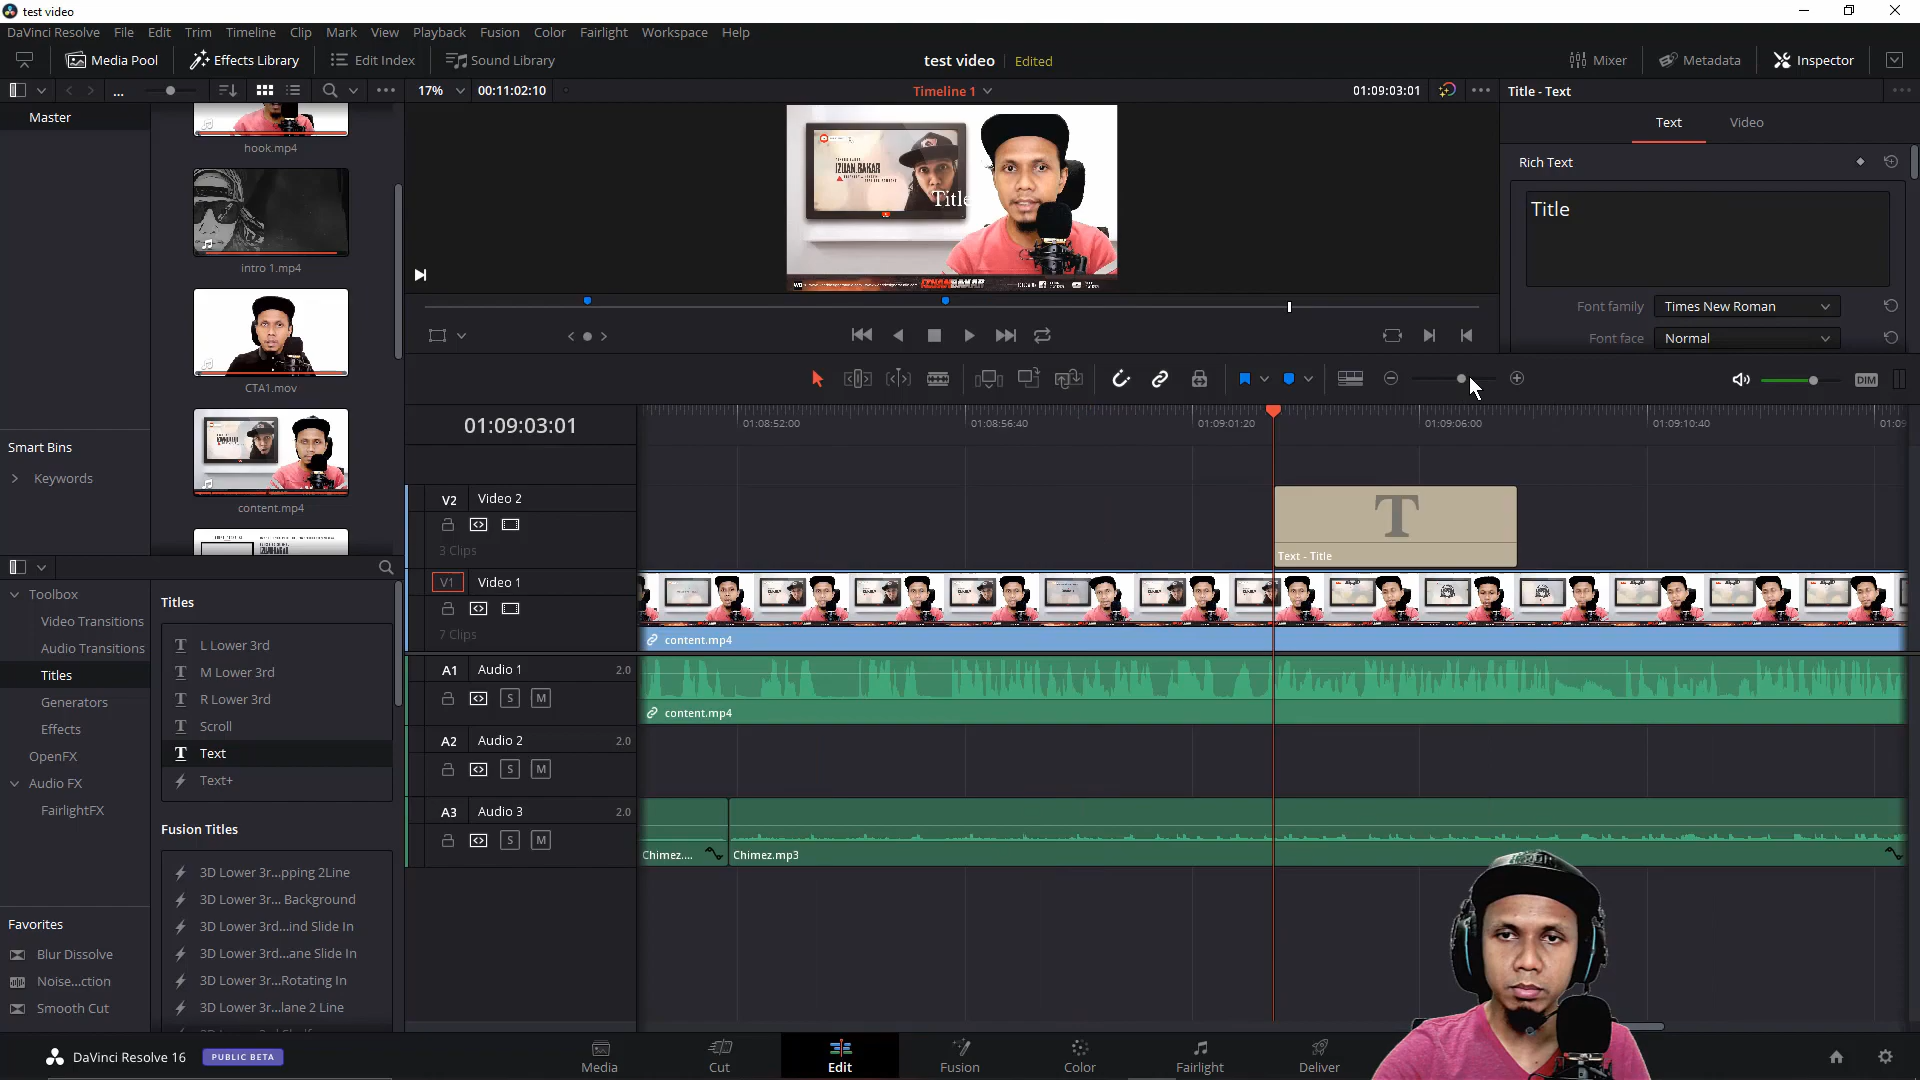 test video
DaVinci Resolve File Edit Trim Timeline Clip Mark View Playback Fusion Color Fairlight Workspace Help
Media Pool Effects Library Edit Index Sound Library test video Edited Mixer Metadata Inspector
... 17% 00:11:02:10 Timeline 1 01:09:03:01 Title - Text
Master
hook.mp4
intro 1.mp4
CTA1.mov
content.mp4
Smart Bins
Keywords
IZUAN.BAKAR
Title
Text Video
Rich Text
Title
Font family Times New Roman
Font face Normal
DIM
01:09:03:01
01:08:52:00 01:08:56:40 01:09:01:20 01:09:06:00 01:09:10:40 01:09
V2 Video 2
3 Clips
T
Text - Title
V1 Video 1
7 Clips
content.mp4
A1 Audio 1 2.0
S M
content.mp4
A2 Audio 2 2.0
S M
A3 Audio 3 2.0
S M
Chimez.... Chimez.mp3
Toolbox
Video Transitions
Audio Transitions
Titles
Generators
Effects
OpenFX
Audio FX
FairlightFX
Favorites
Blur Dissolve
Noise...ction
Smooth Cut
Titles
L Lower 3rd
M Lower 3rd
R Lower 3rd
Scroll
Text
Text+
Fusion Titles
3D Lower 3r...pping 2Line
3D Lower 3r... Background
3D Lower 3rd...ind Slide In
3D Lower 3rd...ane Slide In
3D Lower 3r...Rotating In
3D Lower 3r...lane 2 Line
DaVinci Resolve 16 PUBLIC BETA
Media Cut Edit Fusion Color Fairlight Deliver